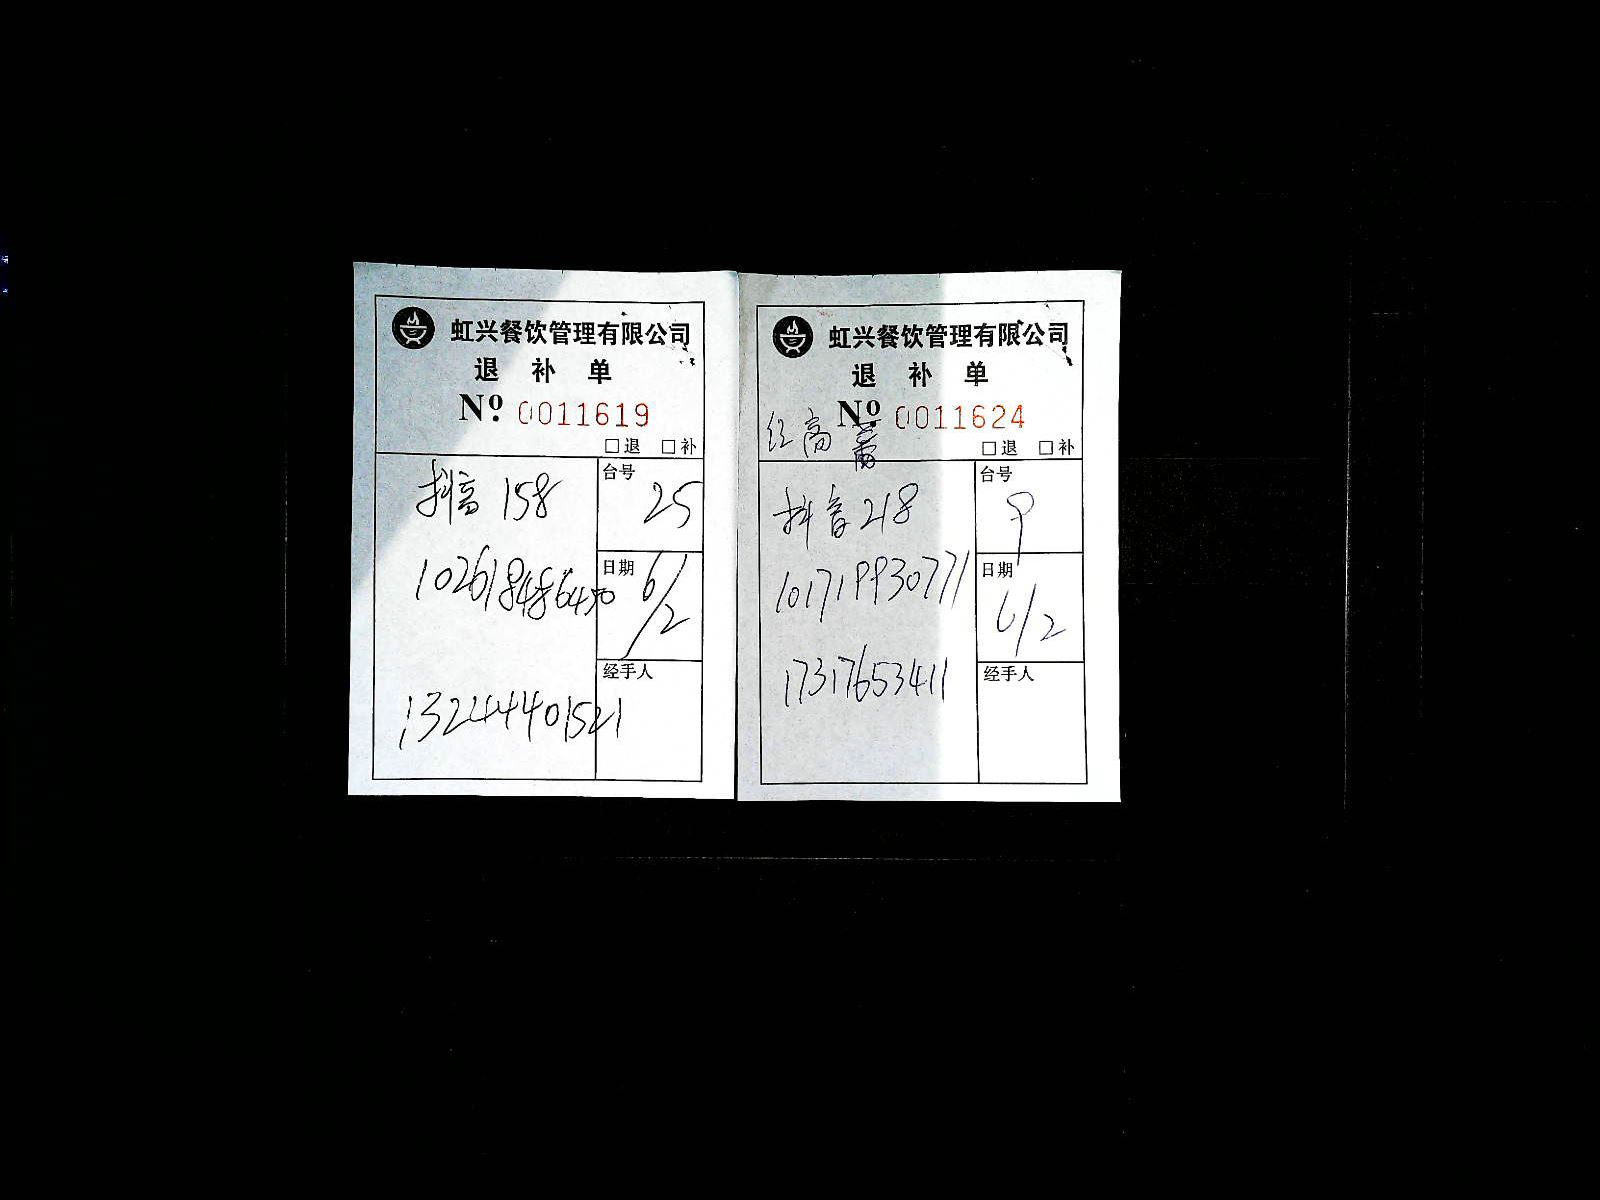 虹兴餐饮管理有限公司
退补单
Nº 0011619
□退 □补
抖音 158
台号
25
102618486450
日期
6/2
经手人
13244401521
虹兴餐饮管理有限公司
退补单
Nº 0011624
红高
□退 □补
抖音 218
台号
9
101719930771
日期
6/2
17317653411
经手人